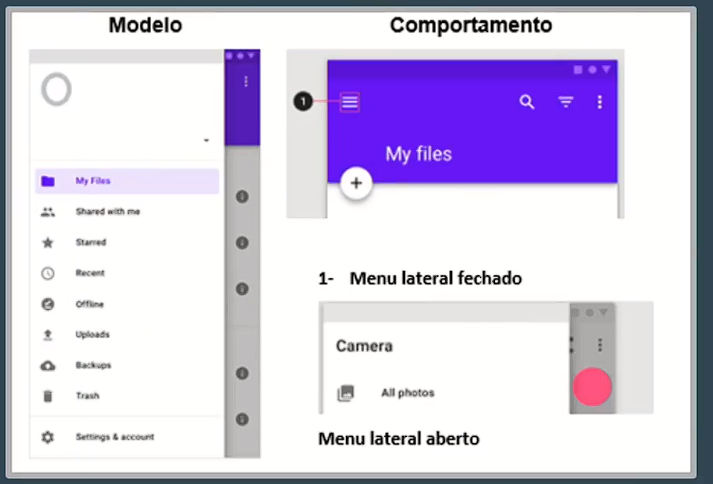 Modelo
My Files
Shared with me
Starred
Recent
Offline
Uploads
Backups
Trash
Settings & account
Comportamento
1
My files
1- Menu lateral fechado
Camera
All photos
Menu lateral aberto